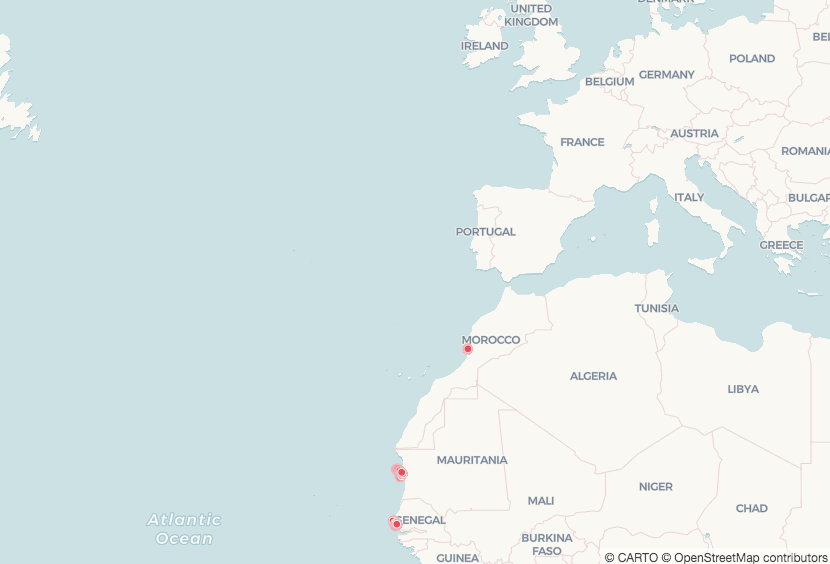 DENMARK
UNITED
KINGDOM
IRELAND
POLAND
BELGIUM
GERMANY
FRANCE
AUSTRIA
ROMANIA
ITALY
BULGAR
PORTUGAL
GREECE
TUNISIA
MOROCCO
ALGERIA
LIBYA
MAURITANIA
MALI
NIGER
CHAD
Atlantic
Ocean
SENEGAL
BURKINA
FASO
GUINEA
© CARTO © OpenStreetMap contributors